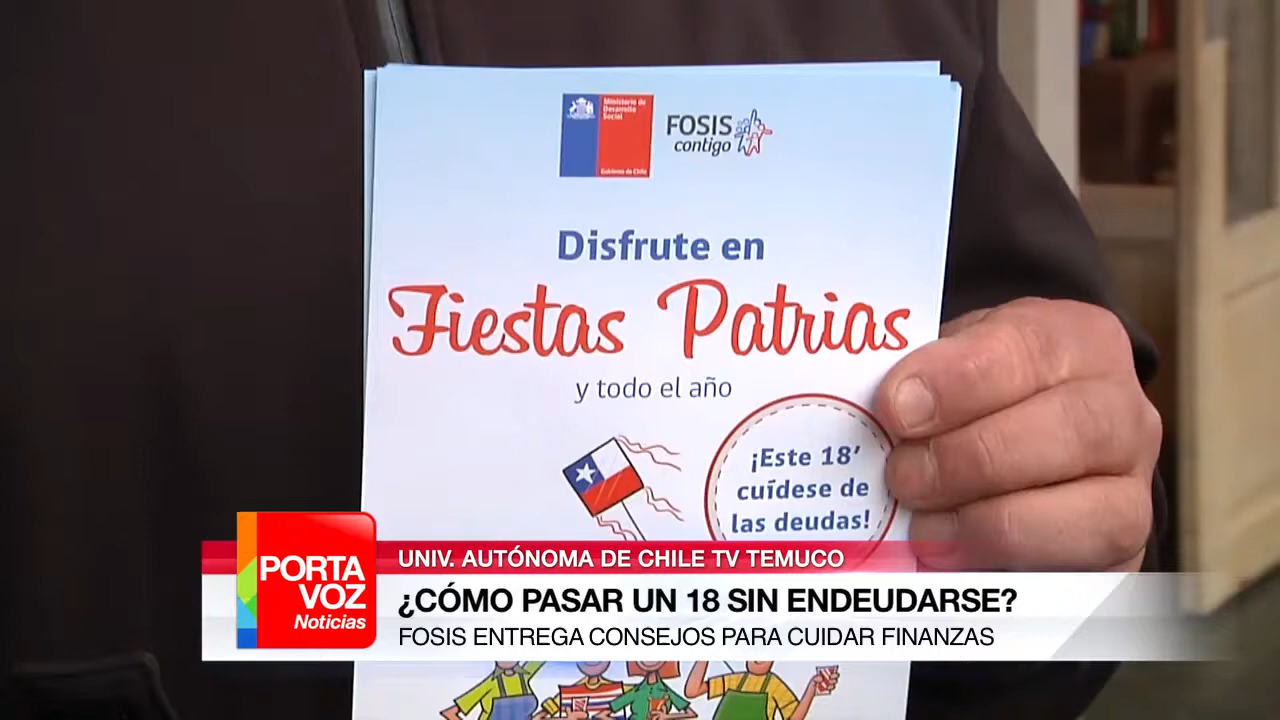 Ministerio de
Desarrollo
Social
Gobierno de Chile
FOSIS
contigo
Disfrute en
Fiestas Patrias
y todo el año
¡Este 18’
cuídese de
las deudas!
PORTA
VOZ
Noticias
UNIV. AUTÓNOMA DE CHILE TV TEMUCO
¿CÓMO PASAR UN 18 SIN ENDEUDARSE?
FOSIS ENTREGA CONSEJOS PARA CUIDAR FINANZAS